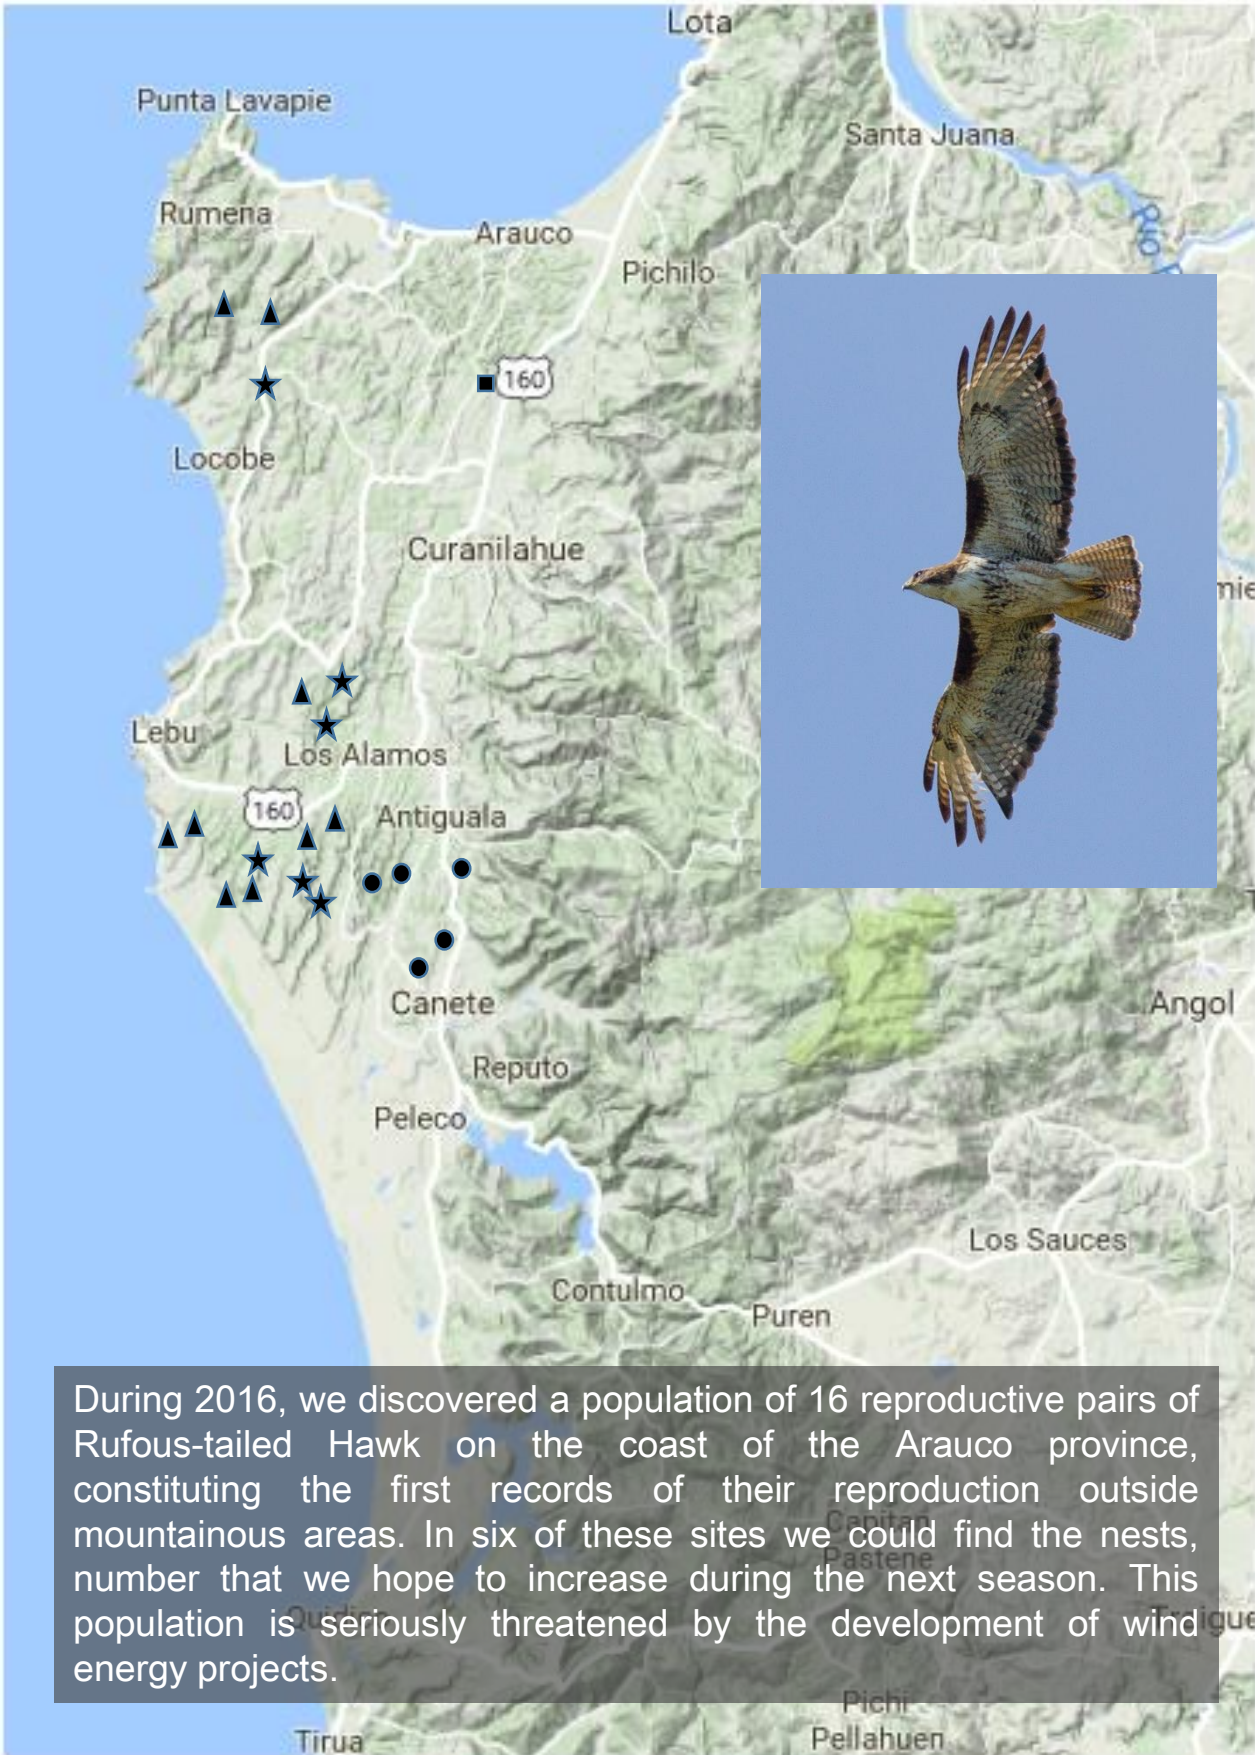 Lota
Punta Lavapie
Santa Juana
Rumena
Arauco
Pichilo
Río
160
Locobe
Curanilahue
Lebu
Los Alamos
160
Antiguala
Canete
Angol
Reputo
Peleco
Los Sauces
Contulmo
Puren
During 2016, we discovered a population of 16 reproductive pairs of
Rufous-tailed Hawk on the coast of the Arauco province,
constituting the first records of their reproduction outside
mountainous areas. In six of these sites we could find the nests,
number that we hope to increase during the next season. This
population is seriously threatened by the development of wind
energy projects.
Capitan
Pastene
Pichi
Pellahuen
Tirua